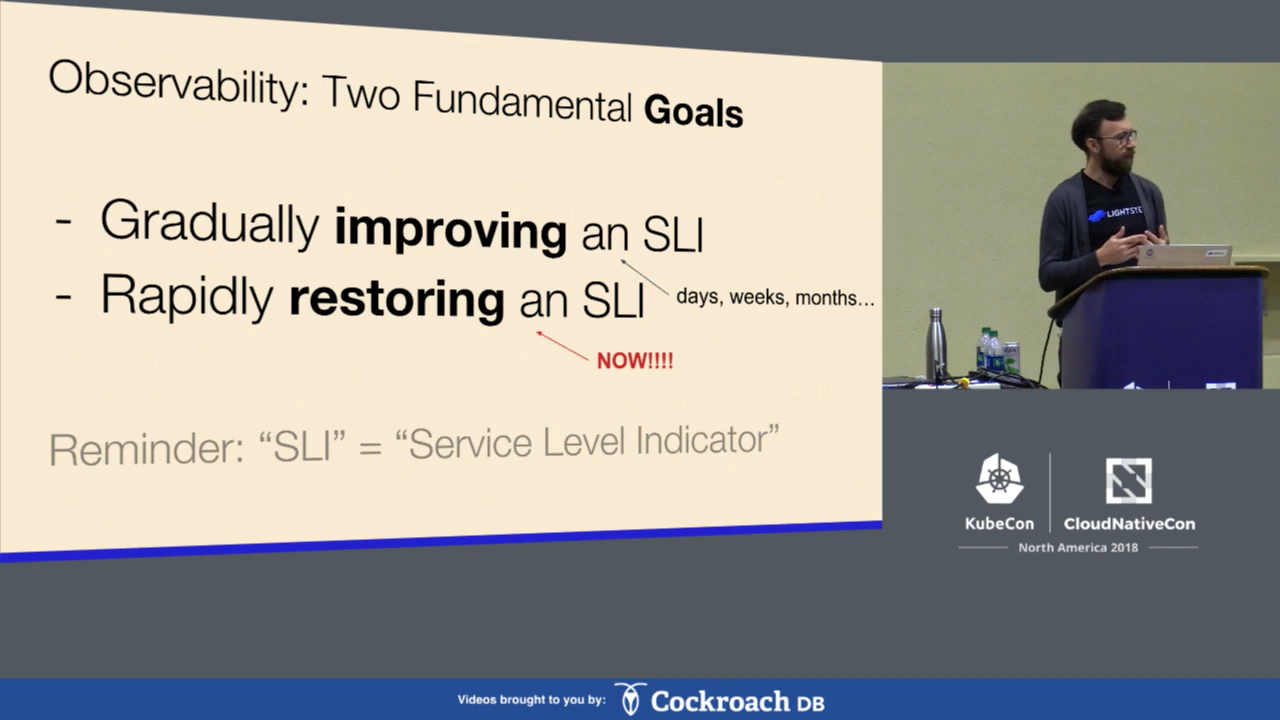 Observability: Two Fundamental Goals
- Gradually improving an SLI
days, weeks, months...
- Rapidly restoring an SLI
NOW!!!!
Reminder: “SLI” = “Service Level Indicator”
LIGHTSTE
KubeCon
CloudNativeCon
North America 2018
Videos brought to you by:
Cockroach DB